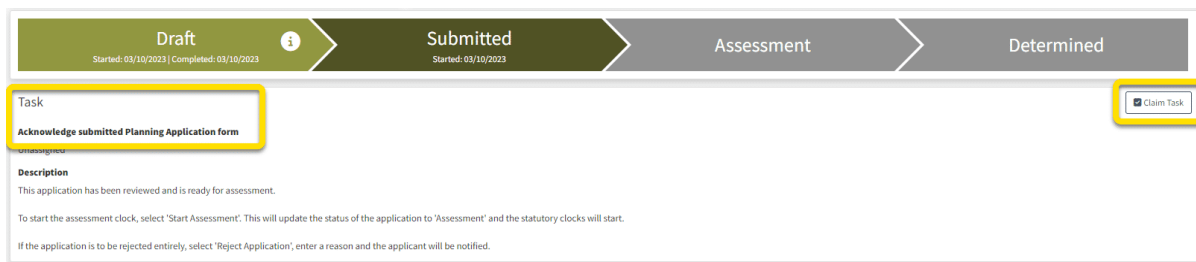 Draft
Started: 03/10/2023 | Completed: 03/10/2023
i
Submitted
Started: 03/10/2023
Assessment
Determined
Task
Claim Task
Acknowledge submitted Planning Application form
Unassigned
Description
This application has been reviewed and is ready for assessment.
To start the assessment clock, select 'Start Assessment'. This will update the status of the application to 'Assessment' and the statutory clocks will start.
If the application is to be rejected entirely, select 'Reject Application', enter a reason and the applicant will be notified.